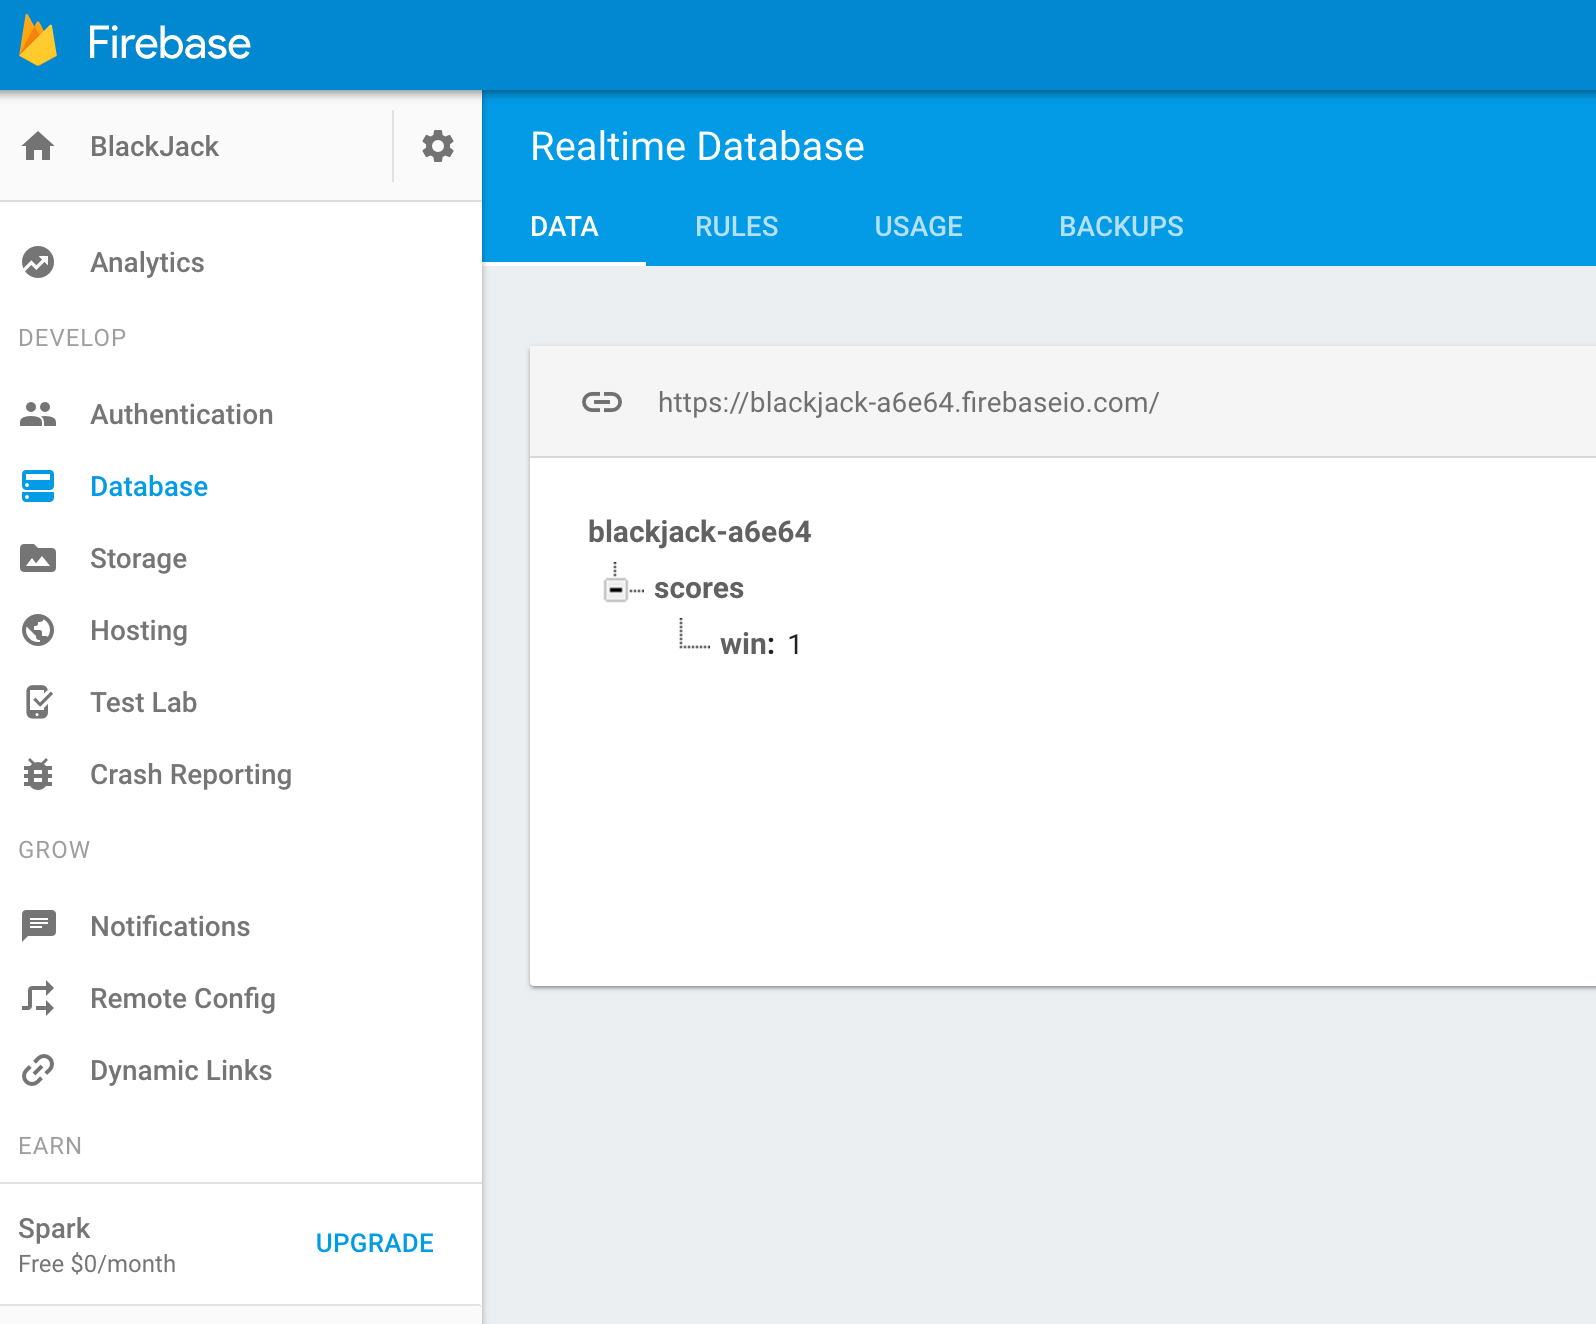 Firebase
BlackJack
Analytics
DEVELOP
Authentication
Database
Storage
Hosting
Test Lab
Crash Reporting
GROW
Notifications
Remote Config
Dynamic Links
EARN
Spark
Free $0/month
UPGRADE
Realtime Database
DATA RULES USAGE BACKUPS
https://blackjack-a6e64.firebaseio.com/
blackjack-a6e64
scores
win: 1